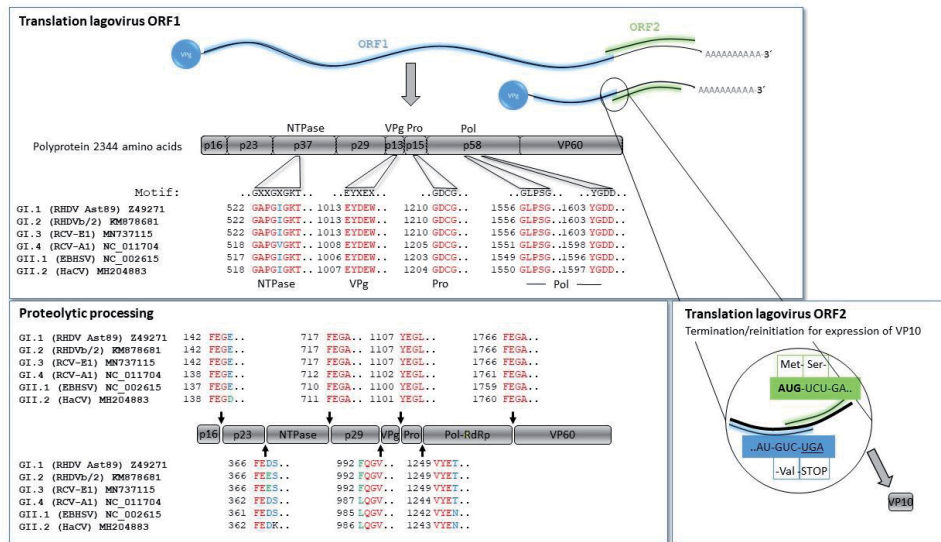 Translation lagovirus ORF1
ORF2
ORF1
VPg
AAAAAAAAAA-3´
VPg
AAAAAAAAAA-3´
NTPase VPg Pro Pol
Polyprotein 2344 amino acids
p16 p23 p37 p29 p13 p15 p58 VP60
Motif: ..GXXGXGKT.. ..EYXEX.. ..GDCG.. ..GLPSG.. ..YGDD..
GI.1 (RHDV Ast89) Z49271 522 GAPGIGKT.. 1013 EYDEW.. 1210 GDCG.. 1556 GLPSG.. 1603 YGDD..
GI.2 (RHDVb/2) KM878681 522 GAPGIGKT.. 1013 EYDEW.. 1210 GDCG.. 1556 GLPSG.. 1603 YGDD..
GI.3 (RCV-E1) MN737115 522 GAPGIGKT.. 1013 EYDEW.. 1210 GDCG.. 1556 GLPSG.. 1603 YGDD..
GI.4 (RCV-A1) NC_011704 518 GAPGVGKT.. 1008 EYDEW.. 1205 GDCG.. 1551 GLPSG.. 1598 YGDD..
GII.1 (EBHSV) NC_002615 517 GAPGIGKT.. 1006 EYDEW.. 1203 GDCG.. 1549 GLPSG.. 1596 YGDD..
GII.2 (HaCV) MH204883 518 GAPGIGKT.. 1007 EYDEW.. 1204 GDCG.. 1550 GLPSG.. 1597 YGDD..
NTPase VPg Pro Pol
Proteolytic processing
GI.1 (RHDV Ast89) Z49271 142 FEGE.. 717 FEGA.. 1107 YEGL.. 1766 FEGA..
GI.2 (RHDVb/2) KM878681 142 FEGE.. 717 FEGA.. 1107 YEGL.. 1766 FEGA..
GI.3 (RCV-E1) MN737115 142 FEGE.. 717 FEGA.. 1107 YEGL.. 1766 FEGA..
GI.4 (RCV-A1) NC_011704 138 FEGE.. 712 FEGA.. 1102 YEGL.. 1761 FEGA..
GII.1 (EBHSV) NC_002615 137 FEGE.. 710 FEGA.. 1100 YEGL.. 1759 FEGA..
GII.2 (HaCV) MH204883 138 FEGD.. 711 FEGA.. 1101 YEGL.. 1760 FEGA..
p16 p23 NTPase p29 VPg Pro Pol-RdRp VP60
GI.1 (RHDV Ast89) Z49271 366 FEDS.. 992 FQGV.. 1249 VYET..
GI.2 (RHDVb/2) KM878681 366 FEES.. 992 FQGV.. 1249 VYET..
GI.3 (RCV-E1) MN737115 366 FEES.. 992 FQGV.. 1249 VYET..
GI.4 (RCV-A1) NC_011704 362 FEDS.. 987 LQGV.. 1244 VYET..
GII.1 (EBHSV) NC_002615 361 FEDS.. 985 LQGV.. 1242 VYEN..
GII.2 (HaCV) MH204883 362 FEDK.. 986 LQGV.. 1243 VYEN..
Translation lagovirus ORF2
Termination/reinitiation for expression of VP10
Met- Ser-
AUG-UCU-GA..
..AU-GUC-UGA
-Val -STOP
VP10